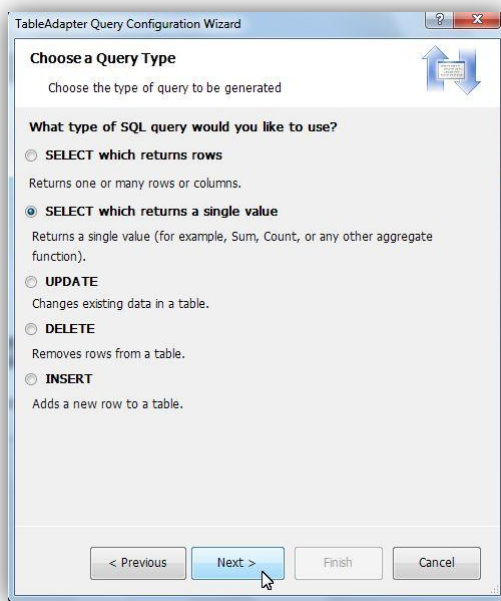 TableAdapter Query Configuration Wizard
?
X
Choose a Query Type
Choose the type of query to be generated
What type of SQL query would you like to use?
SELECT which returns rows
Returns one or many rows or columns.
SELECT which returns a single value
Returns a single value (for example, Sum, Count, or any other aggregate
function).
UPDATE
Changes existing data in a table.
DELETE
Removes rows from a table.
INSERT
Adds a new row to a table.
< Previous
Next >
Finish
Cancel